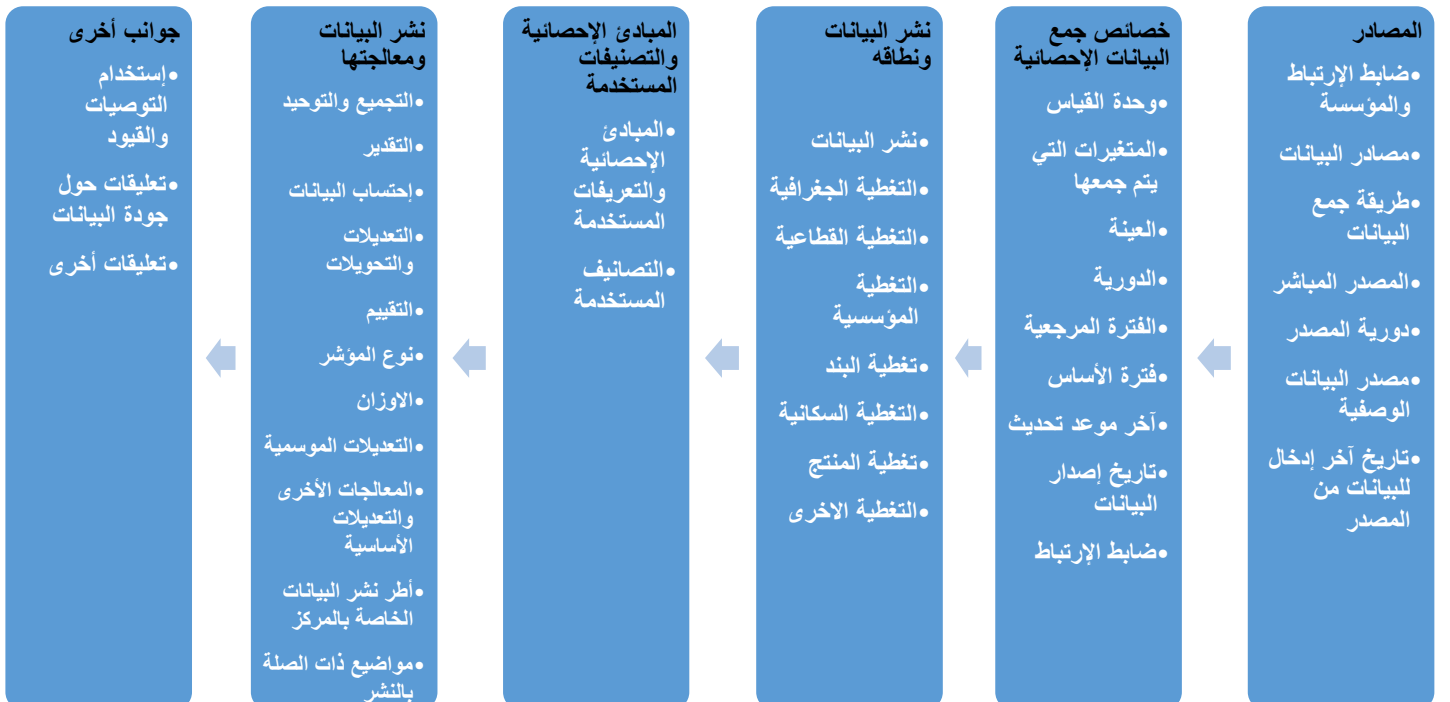 المصادر
•ضابط الإرتباط
والمؤسسة
•مصادر البيانات
•طريقة جمع
البيانات
•المصدر المباشر
•دورية المصدر
•مصدر البيانات
الوصفية
•تاريخ آخر إدخال
للبيانات من
المصدر
خصائص جمع
البيانات الإحصائية
•وحدة القياس
•المتغيرات التي
يتم جمعها
•العينة
•الدورية
•الفترة المرجعية
•فترة الأساس
•آخر موعد تحديث
•تاريخ إصدار
البيانات
•ضابط الإرتباط
نشر البيانات
ونطاقه
•نشر البيانات
•التغطية الجغرافية
•التغطية القطاعية
•التغطية
المؤسسية
•تغطية البند
•التغطية السكانية
•تغطية المنتج
•التغطية الاخرى
المبادئ الإحصائية
والتصنيفات
المستخدمة
•المبادئ
الإحصائية
والتعريفات
المستخدمة
•التصانيف
المستخدمة
نشر البيانات
ومعالجتها
•التجميع والتوحيد
•التقدير
•إحتساب البيانات
•التعديلات
والتحويلات
•التقييم
•نوع المؤشر
•الاوزان
•التعديلات الموسمية
•المعالجات الأخرى
والتعديلات
الأساسية
•أطر نشر البيانات
الخاصة بالمركز
•مواضيع ذات الصلة
بالنشر
جوانب أخرى
•إستخدام
التوصيات
والقيود
•تعليقات حول
جودة البيانات
•تعليقات أخرى